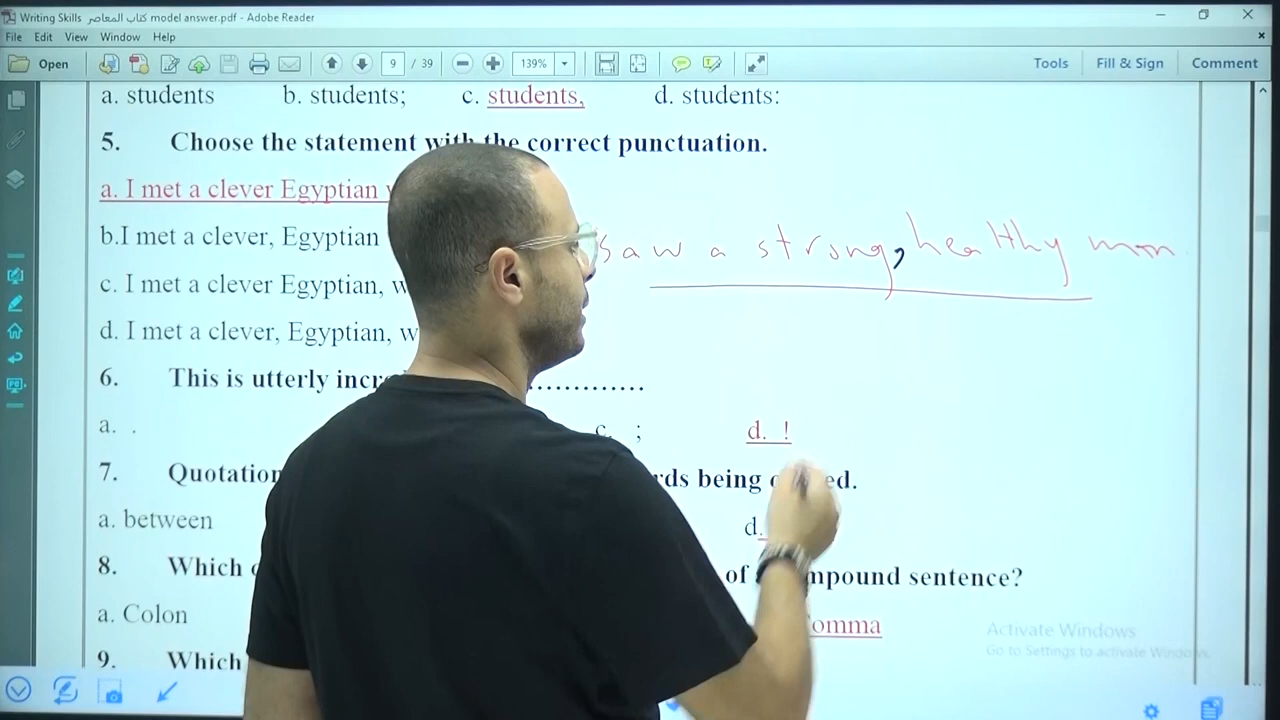 Writing Skills كتاب المعاصر model answer.pdf - Adobe Reader
File Edit View Window Help
Open 9 / 39 139% Tools Fill & Sign Comment
a. students b. students; c. students, d. students:
5. Choose the statement with the correct punctuation.
a. I met a clever Egyptian
saw a strong, healthy man
b.I met a clever, Egyptian
c. I met a clever Egyptian,
d. I met a clever, Egyptian,
6. This is utterly
a. . c. ; d. !
7. Quotation being
a. between d.
8. Which of compound sentence?
a. Colon Comma
Activate Windows
Go to Settings to activate Windows.
9. Which